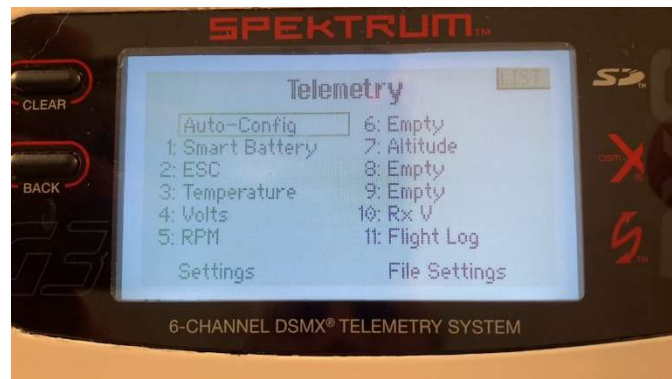 SPEKTRUM™
CLEAR
BACK
Telemetry
LIST
Auto-Config
1: Smart Battery
2: ESC
3: Temperature
4: Volts
5: RPM
6: Empty
7: Altitude
8: Empty
9: Empty
10: Rx V
11: Flight Log
Settings
File Settings
SD™
DSM X®
6-CHANNEL DSMX® TELEMETRY SYSTEM